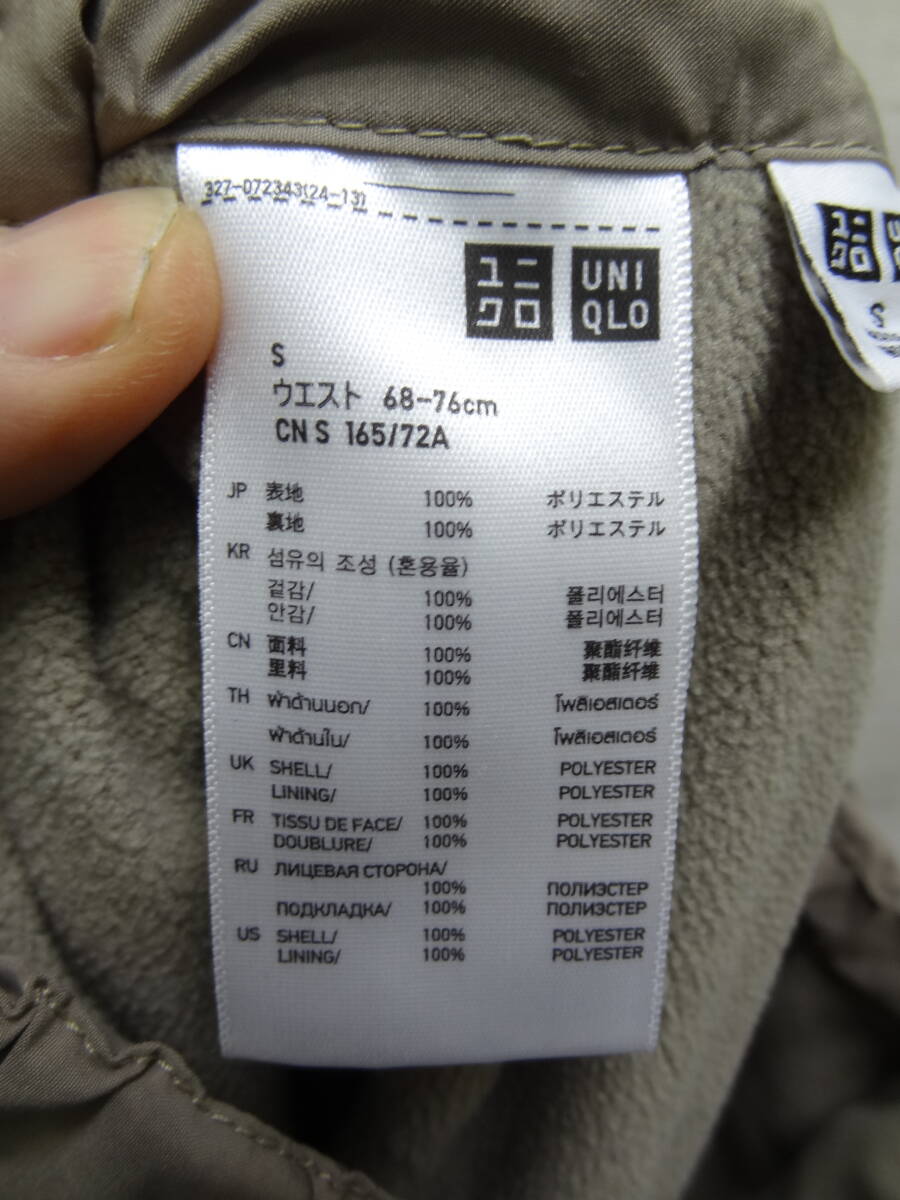 327-072343(24-13)
ユニ UNI
クロ QLO
S
ウエスト 68-76cm
CN S 165/72A
JP 表地 100% ポリエステル
裏地 100% ポリエステル
KR 섬유의 조성 (혼용율)
겉감/ 100% 폴리에스터
안감/ 100% 폴리에스터
CN 面料 100% 聚酯纤维
里料 100% 聚酯纤维
TH ผ้าด้านนอก/ 100% โพลิเอสเตอร์
ผ้าด้านใน/ 100% โพลิเอสเตอร์
UK SHELL/ 100% POLYESTER
LINING/ 100% POLYESTER
FR TISSU DE FACE/ 100% POLYESTER
DOUBLURE/ 100% POLYESTER
RU ЛИЦЕВАЯ СТОРОНА/
100% ПОЛИЭСТЕР
ПОДКЛАДКА/ 100% ПОЛИЭСТЕР
US SHELL/ 100% POLYESTER
LINING/ 100% POLYESTER
ユニ
クロ
S